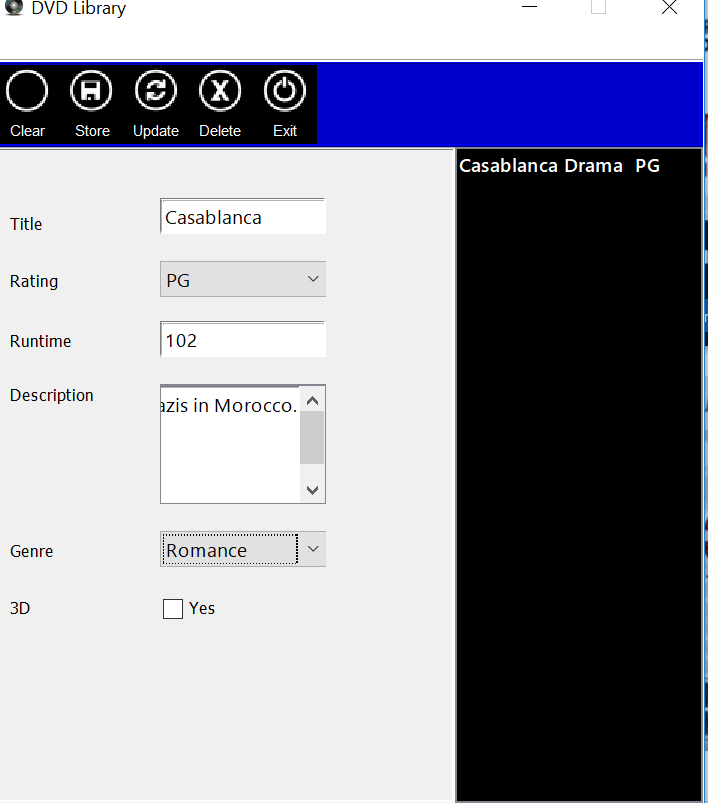 DVD Library
Clear Store Update Delete Exit
Casablanca Drama PG
Title Casablanca
Rating PG
Runtime 102
Description azis in Morocco.
Genre Romance
3D Yes